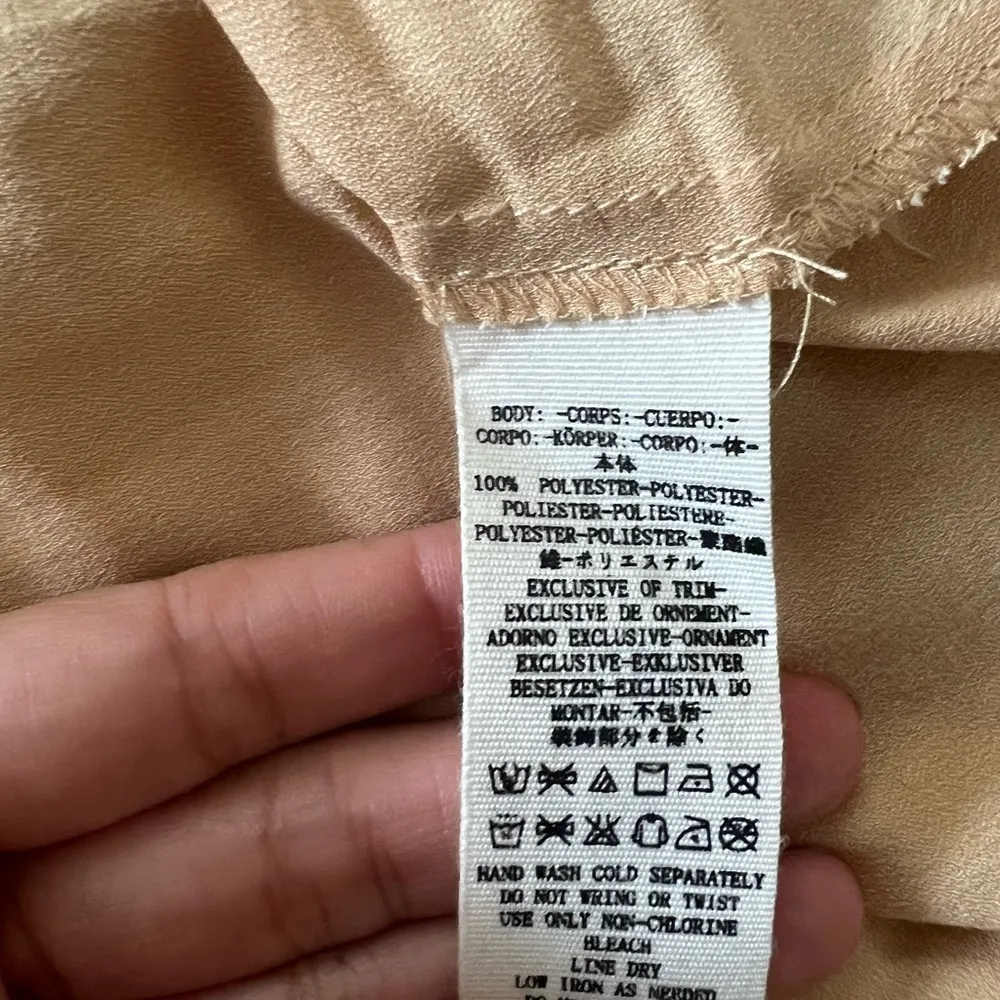 BODY: -CORPS:-CUERPO:-
CORPO:-KÖRPER:-CORPO:-体-
本体
100% POLYESTER-POLYESTER-
POLIESTER-POLIESTERE-
POLYESTER-POLIÉSTER-聚酯纖
維-ポリエステル
EXCLUSIVE OF TRIM-
EXCLUSIVE DE ORNEMENT-
ADORNO EXCLUSIVE-ORNAMENT
EXCLUSIVE-EXKLUSIVER
BESETZEN-EXCLUSIVA DO
MONTAR-不包括-
装飾部分を除く
HAND WASH COLD SEPARATELY
DO NOT WRING OR TWIST
USE ONLY NON-CHLORINE
BLEACH
LINE DRY
LOW IRON AS NEEDED